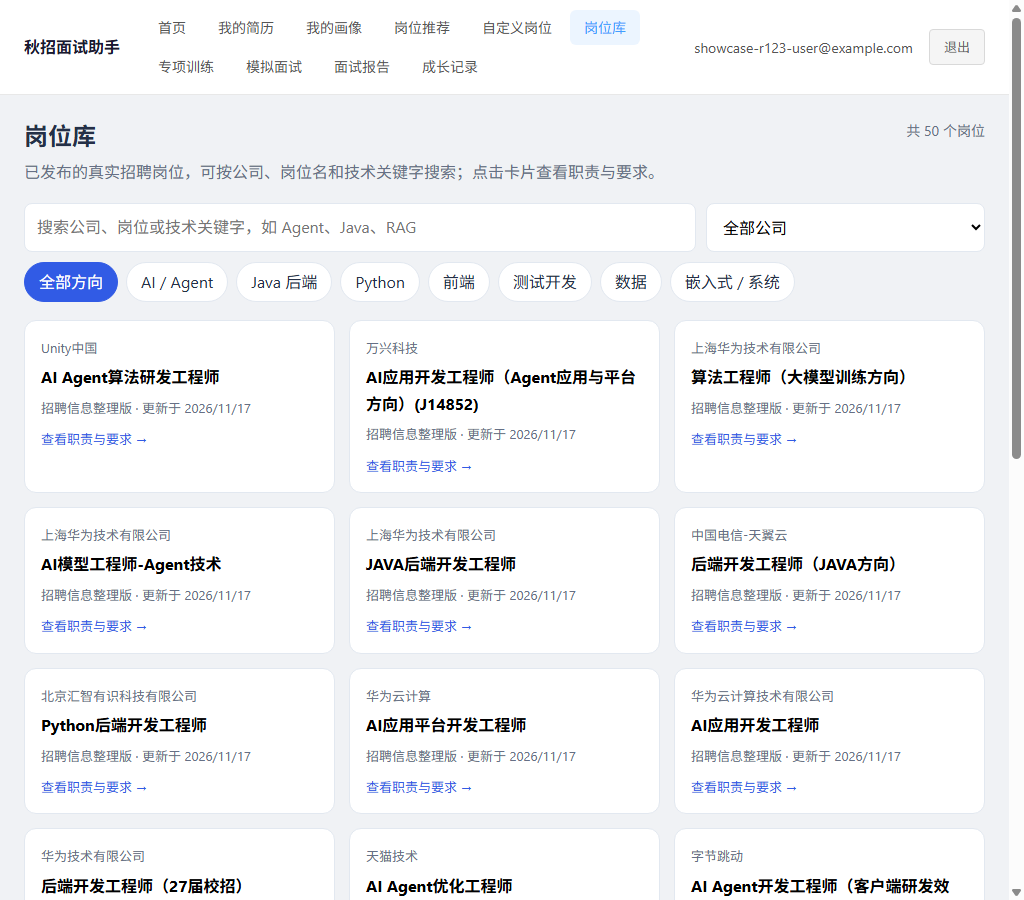 秋招面试助手
首页 我的简历 我的画像 岗位推荐 自定义岗位 岗位库
专项训练 模拟面试 面试报告 成长记录
showcase-r123-user@example.com 退出
岗位库
共 50 个岗位
已发布的真实招聘岗位，可按公司、岗位名和技术关键字搜索；点击卡片查看职责与要求。
搜索公司、岗位或技术关键字，如 Agent、Java、RAG
全部公司
全部方向 AI / Agent Java 后端 Python 前端 测试开发 数据 嵌入式 / 系统
Unity中国
AI Agent算法研发工程师
招聘信息整理版 · 更新于 2026/11/17
查看职责与要求 →
万兴科技
AI应用开发工程师（Agent应用与平台
方向）(J14852)
招聘信息整理版 · 更新于 2026/11/17
查看职责与要求 →
上海华为技术有限公司
算法工程师（大模型训练方向）
招聘信息整理版 · 更新于 2026/11/17
查看职责与要求 →
上海华为技术有限公司
AI模型工程师-Agent技术
招聘信息整理版 · 更新于 2026/11/17
查看职责与要求 →
上海华为技术有限公司
JAVA后端开发工程师
招聘信息整理版 · 更新于 2026/11/17
查看职责与要求 →
中国电信-天翼云
后端开发工程师（JAVA方向）
招聘信息整理版 · 更新于 2026/11/17
查看职责与要求 →
北京汇智有识科技有限公司
Python后端开发工程师
招聘信息整理版 · 更新于 2026/11/17
查看职责与要求 →
华为云计算
AI应用平台开发工程师
招聘信息整理版 · 更新于 2026/11/17
查看职责与要求 →
华为云计算技术有限公司
AI应用开发工程师
招聘信息整理版 · 更新于 2026/11/17
查看职责与要求 →
华为技术有限公司
后端开发工程师（27届校招）
天猫技术
AI Agent优化工程师
字节跳动
AI Agent开发工程师（客户端研发效